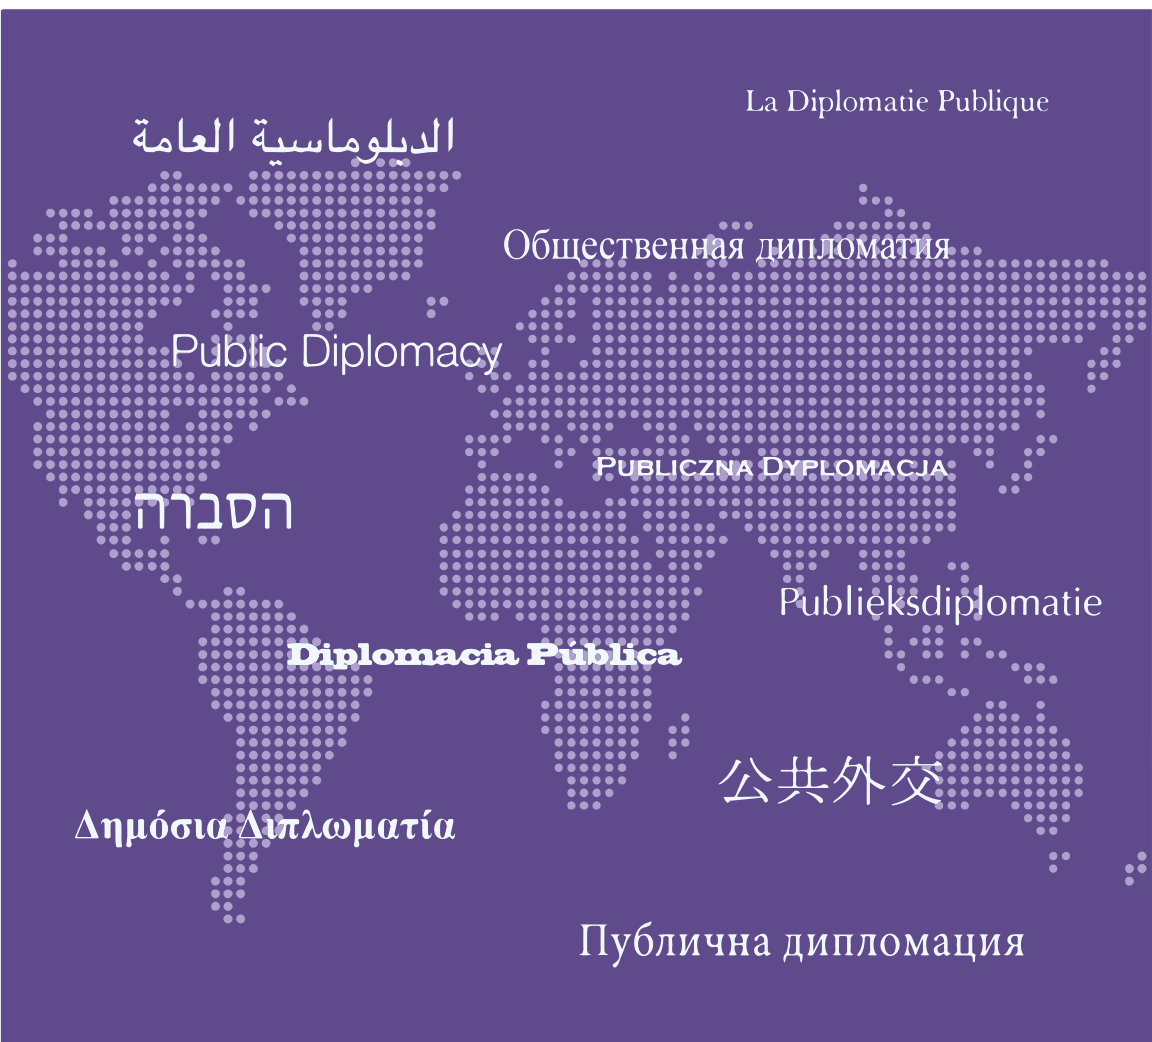 La Diplomatie Publique
الدبلوماسية العامة
Общественная дипломатия
Public Diplomacy
Publiczna Dyplomacja
הסברה
Publieksdiplomatie
Diplomacia Pública
公共外交
Δημόσια Διπλωματία
Публична дипломация